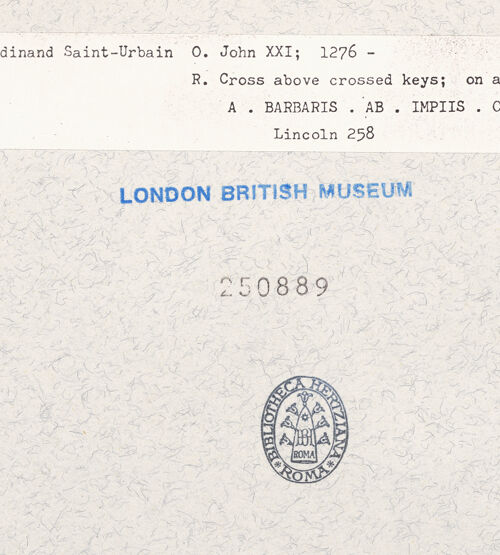 dinand Saint-Urbain O. John XXI; 1276 -
R. Cross above crossed keys; on a
A . BARBARIS . AB . IMPIIS .
Lincoln 258
LONDON BRITISH MUSEUM
250889
BIBLIOTHECA HERTZIANA
BH
ROMA
* ROMA *